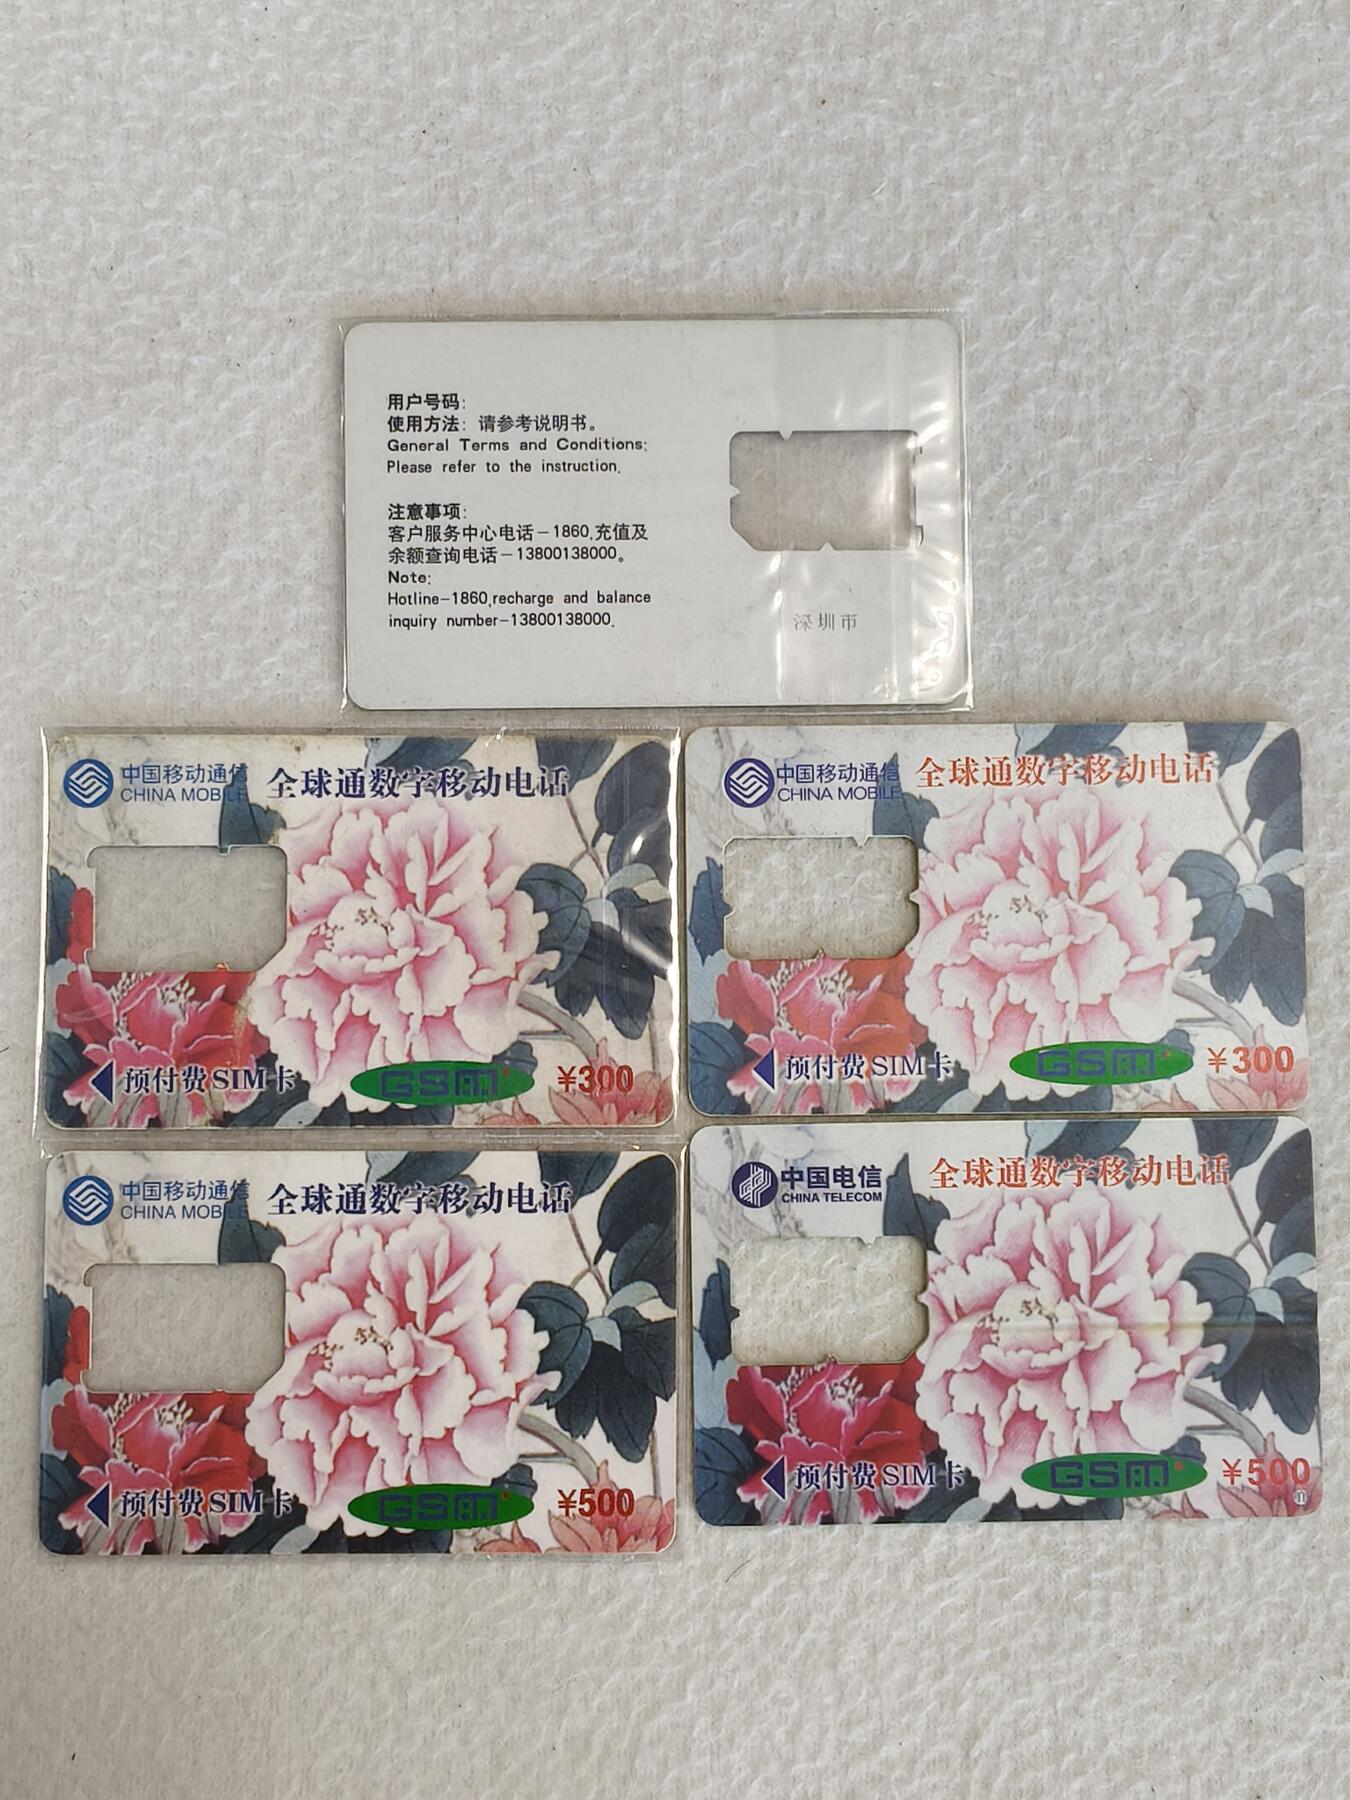 用户号码:
使用方法: 请参考说明书。
General Terms and Conditions:
Please refer to the instruction.
注意事项:
客户服务中心电话-1860,充值及
余额查询电话-13800138000。
Note:
Hotline-1860,recharge and balance
inquiry number-13800138000.
深圳市
中国移动通信
CHINA MOBILE
全球通数字移动电话
预付费SIM卡
GSM
¥300
中国移动通信
CHINA MOBILE
全球通数字移动电话
预付费SIM卡
GSM
¥300
中国移动通信
CHINA MOBILE
全球通数字移动电话
预付费SIM卡
GSM
¥500
中国电信
CHINA TELECOM
全球通数字移动电话
预付费SIM卡
GSM
¥500